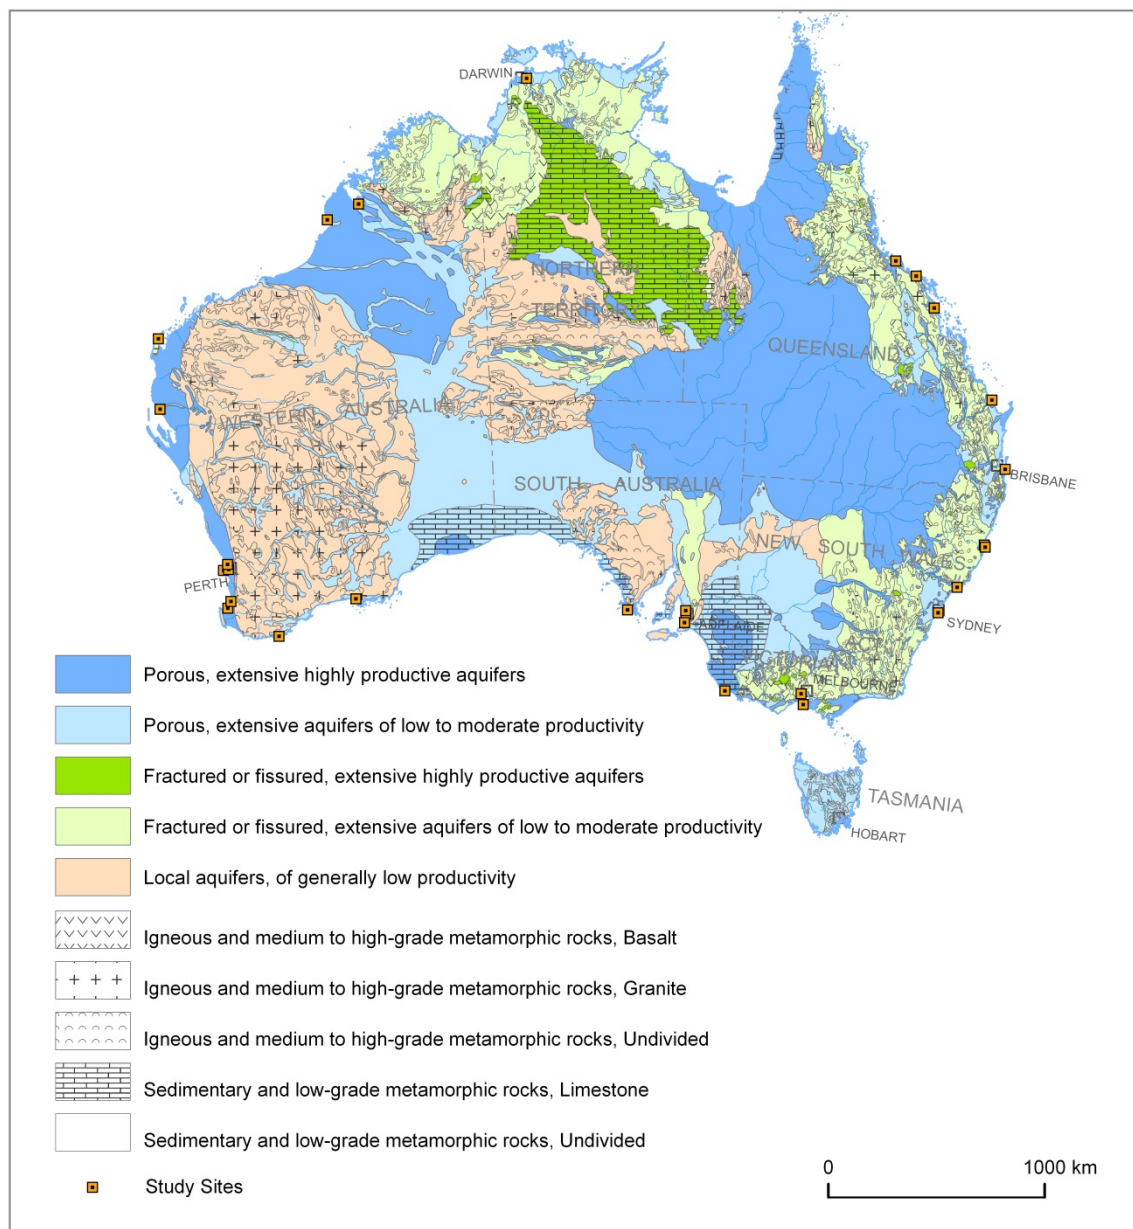 DARWIN
NORTHERN
TERRITORY
QUEENSLAND
WESTERN AUSTRALIA
SOUTH AUSTRALIA
BRISBANE
NEW SOUTH WALES
PERTH
ADELAIDE
SYDNEY
ACT
VICTORIA
MELBOURNE
TASMANIA
HOBART
Porous, extensive highly productive aquifers
Porous, extensive aquifers of low to moderate productivity
Fractured or fissured, extensive highly productive aquifers
Fractured or fissured, extensive aquifers of low to moderate productivity
Local aquifers, of generally low productivity
Igneous and medium to high-grade metamorphic rocks, Basalt
Igneous and medium to high-grade metamorphic rocks, Granite
Igneous and medium to high-grade metamorphic rocks, Undivided
Sedimentary and low-grade metamorphic rocks, Limestone
Sedimentary and low-grade metamorphic rocks, Undivided
Study Sites
0 1000 km